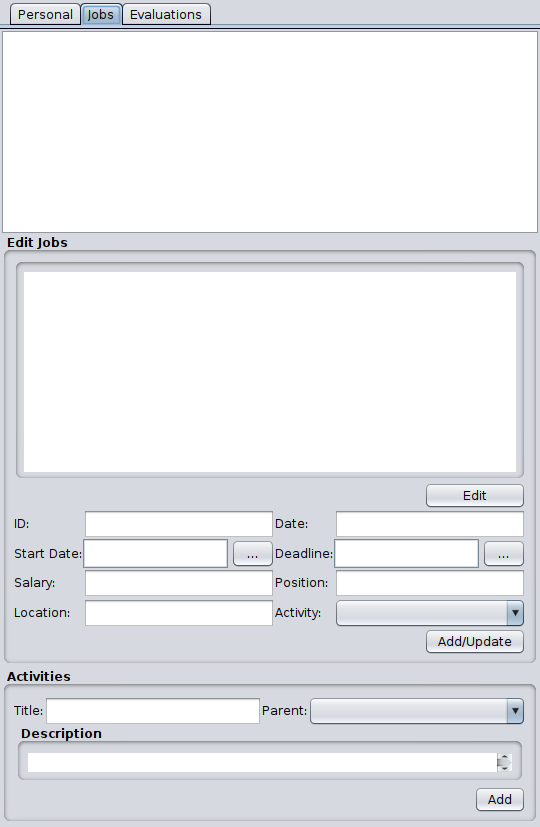 Personal Jobs Evaluations
Edit Jobs
Edit
ID: Date:
Start Date: ... Deadline: ...
Salary: Position:
Location: Activity:
Add/Update
Activities
Title: Parent:
Description
Add